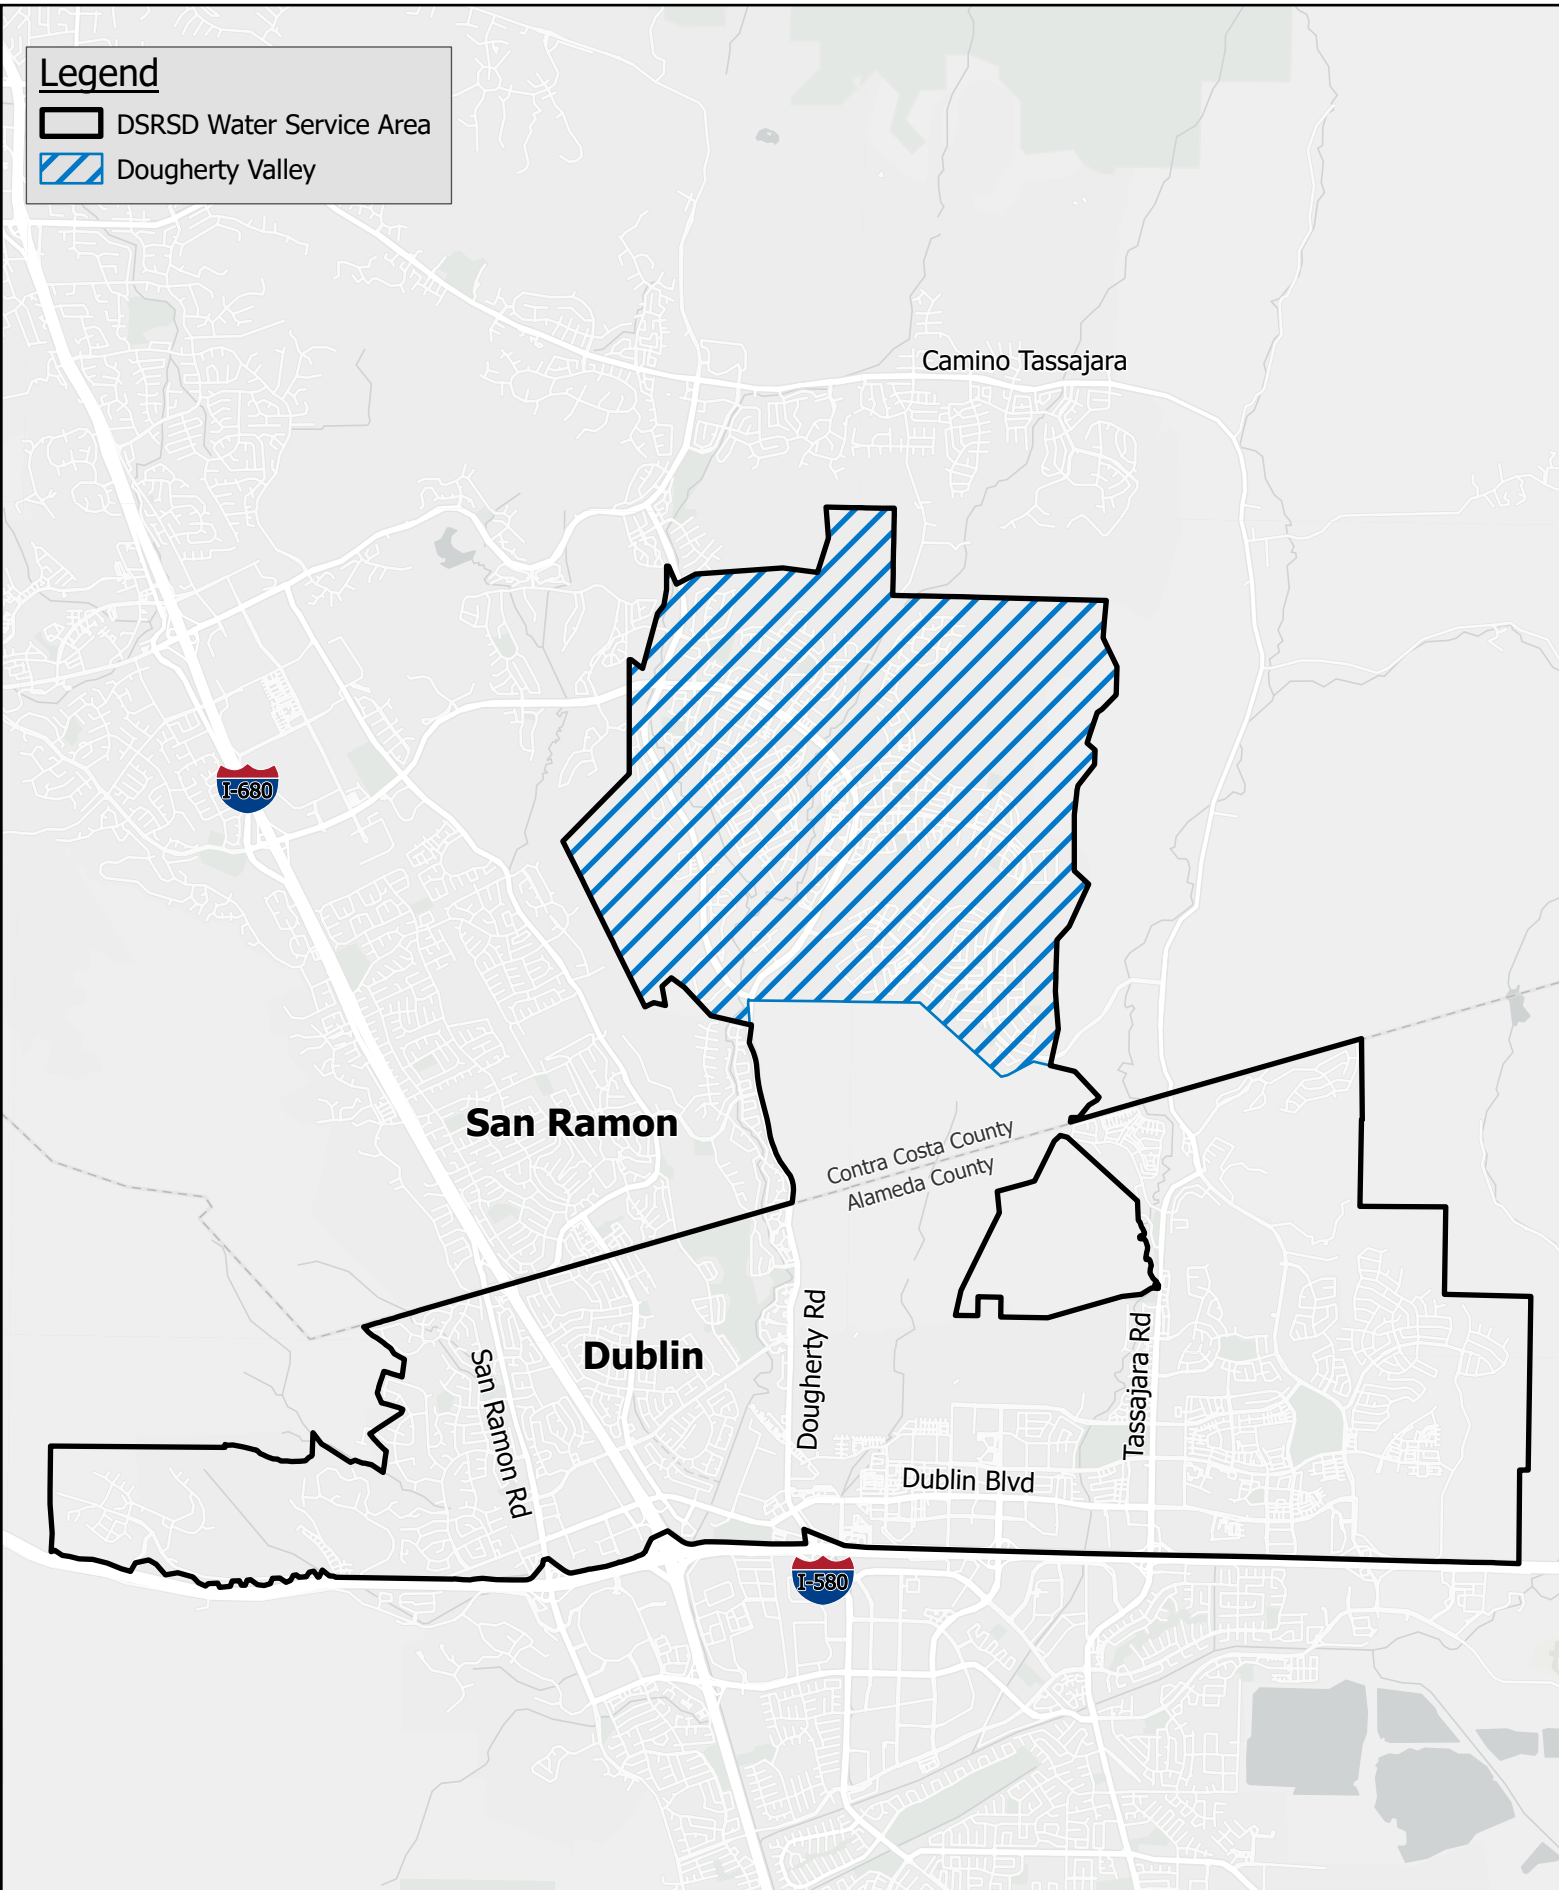 Legend
DSRSD Water Service Area
Dougherty Valley
Camino Tassajara
I-680
San Ramon
Contra Costa County
Alameda County
Dublin
San Ramon Rd
Dougherty Rd
Tassajara Rd
Dublin Blvd
I-580